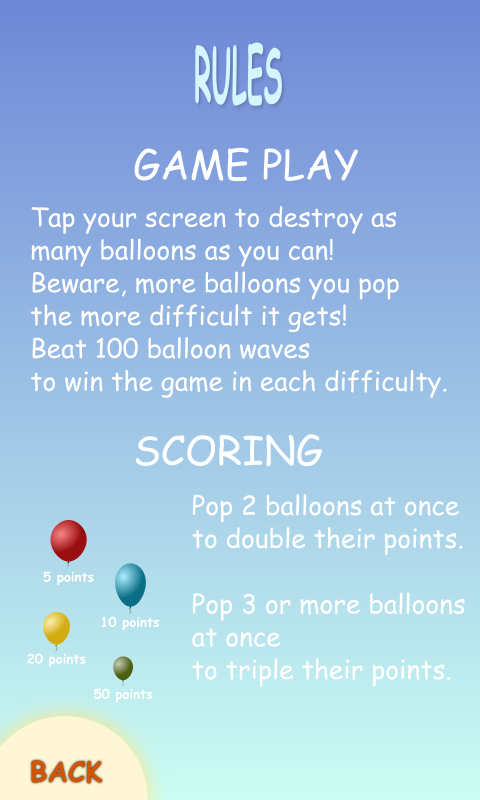 RULES
GAME PLAY
Tap your screen to destroy as
many balloons as you can!
Beware, more balloons you pop
the more difficult it gets!
Beat 100 balloon waves
to win the game in each difficulty.
SCORING
Pop 2 balloons at once
to double their points.
Pop 3 or more balloons
at once
to triple their points.
5 points
10 points
20 points
50 points
BACK